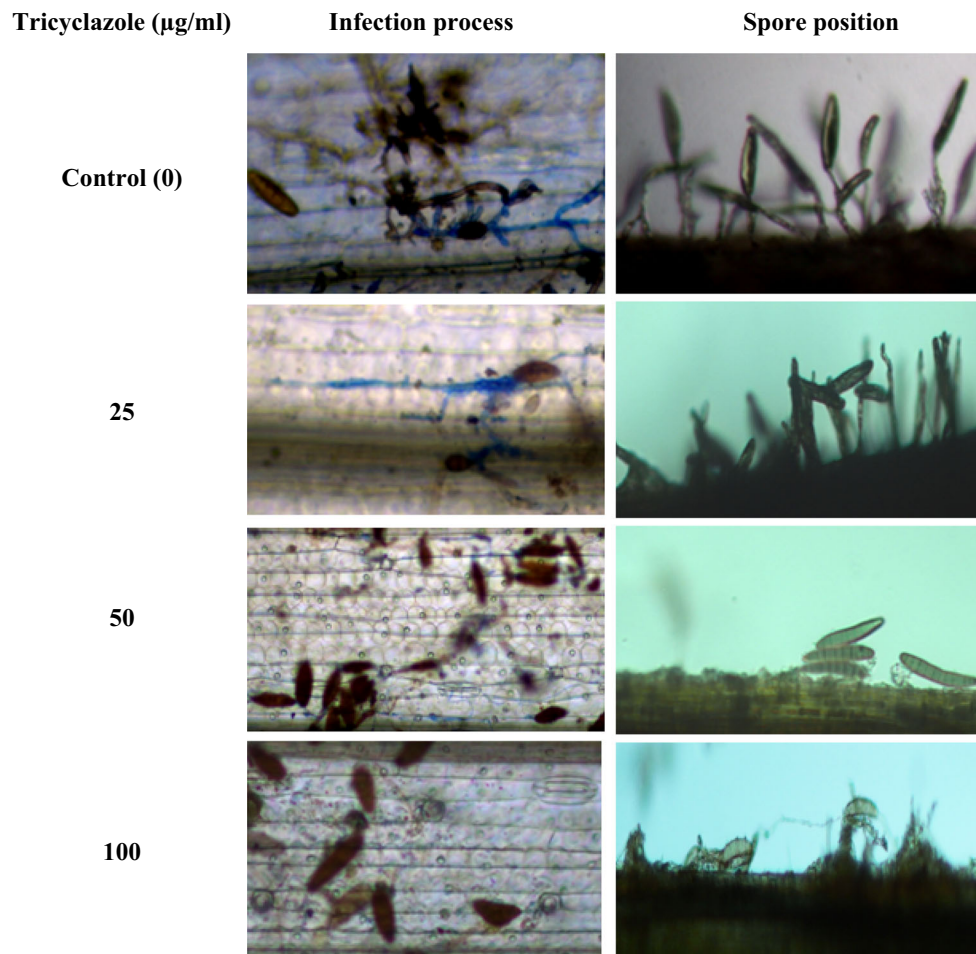 Tricyclazole (µg/ml) Infection process Spore position
Control (0)
25
50
100